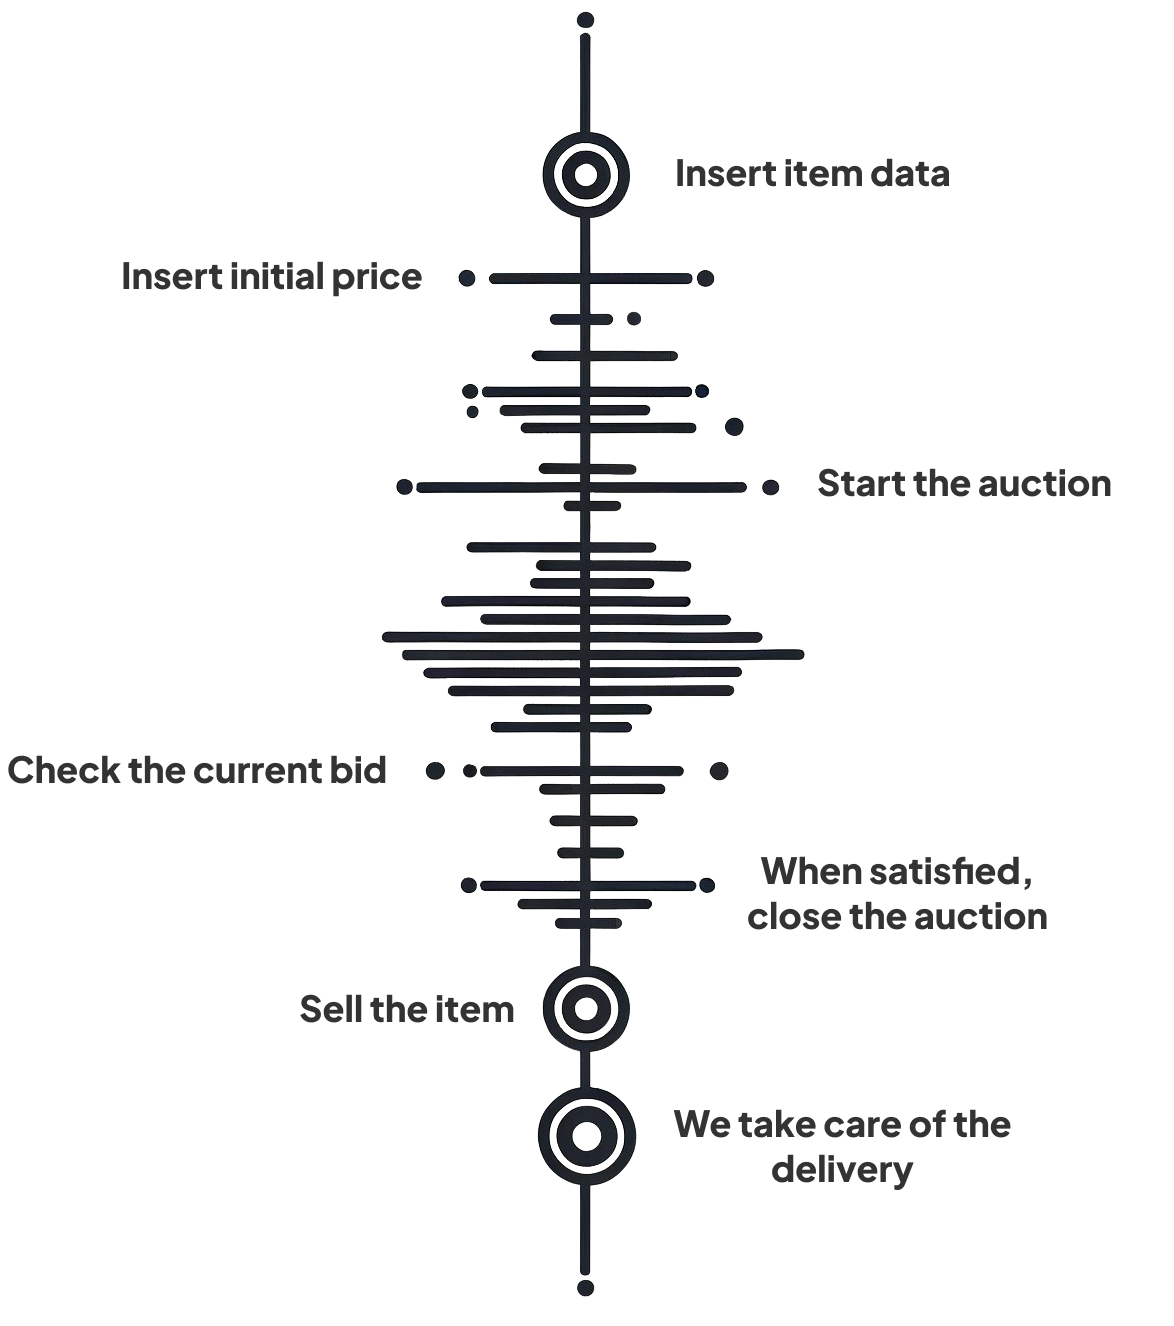 Insert item data
Insert initial price
Start the auction
Check the current bid
When satisfied,
close the auction
Sell the item
We take care of the
delivery